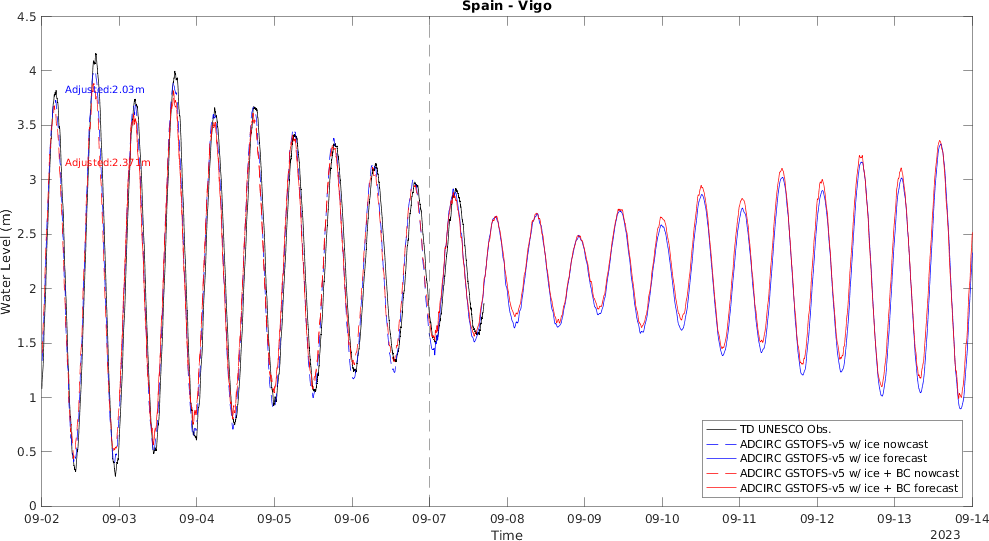 Spain - Vigo
4.5
4
3.5
3
2.5
2
1.5
1
0.5
0
Water Level (m)
Adjusted:2.03m
Adjusted:2.371m
TD UNESCO Obs.
ADCIRC GSTOFS-v5 w/ ice nowcast
ADCIRC GSTOFS-v5 w/ ice forecast
ADCIRC GSTOFS-v5 w/ ice + BC nowcast
ADCIRC GSTOFS-v5 w/ ice + BC forecast
09-02 09-03 09-04 09-05 09-06 09-07 09-08 09-09 09-10 09-11 09-12 09-13 09-14
Time
2023